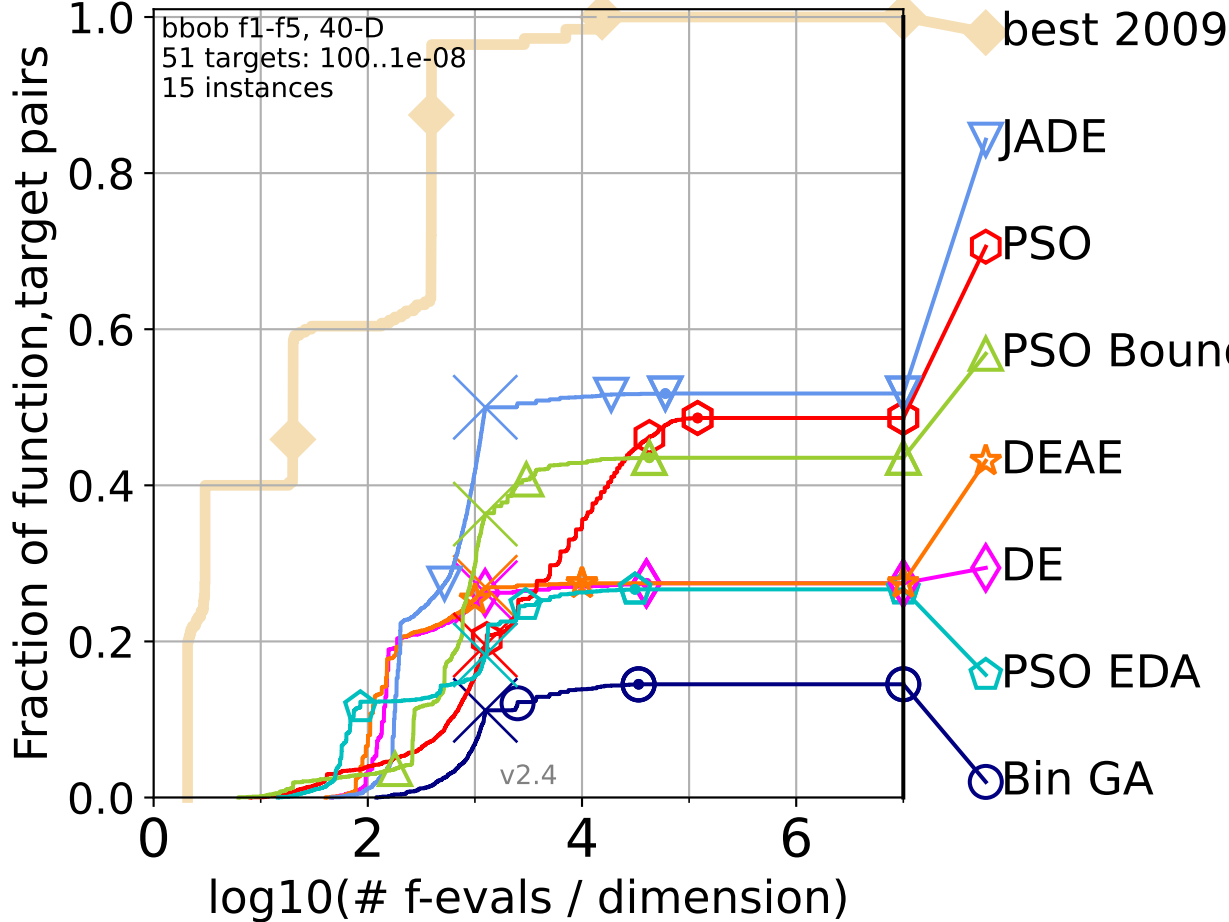 bbob f1-f5, 40-D
51 targets: 100..1e-08
15 instances
Fraction of function,target pairs
1.0
0.8
0.6
0.4
0.2
0.0
0
2
4
6
log10(# f-evals / dimension)
v2.4
best 2009
JADE
PSO
PSO Boun
DEAE
DE
PSO EDA
Bin GA